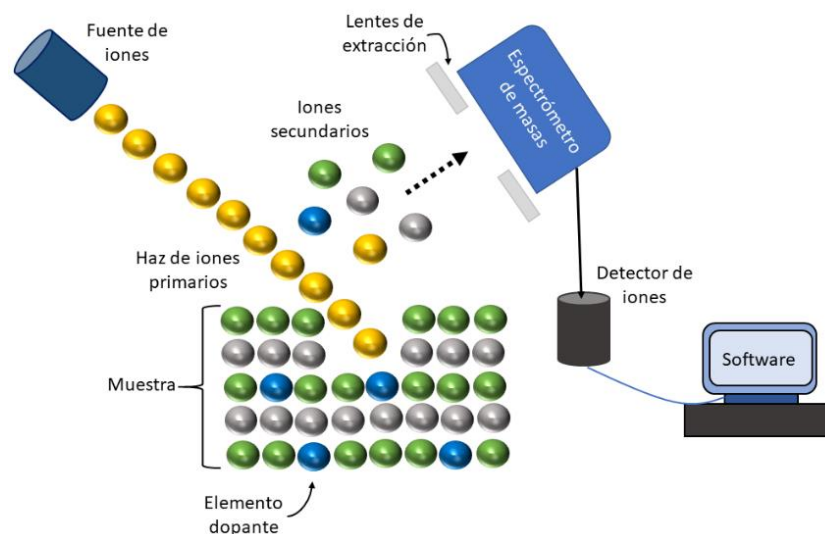 Fuente de
iones
Lentes de
extracción
Espectrómetro
de masas
Iones
secundarios
Haz de iones
primarios
Detector de
iones
Muestra
Software
Elemento
dopante